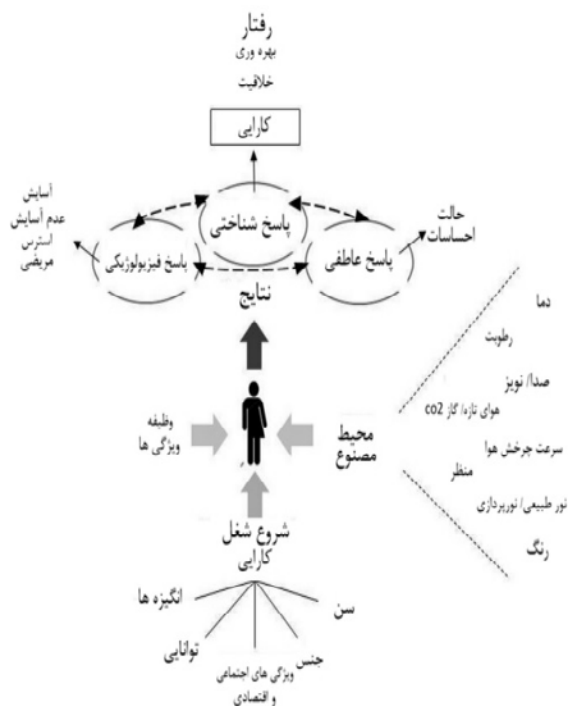 رفتار
بهره وری
خلاقیت
کارایی
پاسخ شناختی
آسایش
عدم آسایش
استرس
مریضی
پاسخ فیزیولوژیکی
پاسخ عاطفی
حالت
احساسات
نتایج
وظیفه
ویژگی ها
محیط
مصنوع
دما
رطوبت
صدا/ نویز
هوای تازه/ گاز co2
سرعت چرخش هوا
منظر
نور طبیعی/ نورپردازی
رنگ
شروع شغل
کارایی
انگیزه ها
توانایی
ویژگی های اجتماعی
و اقتصادی
جنس
سن